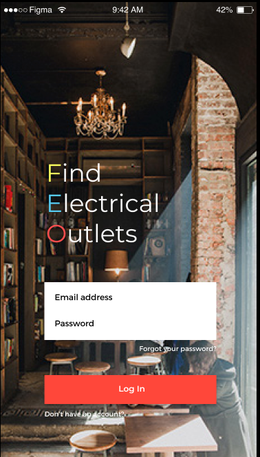 Figma
9:42 AM
42%
Find
Electrical
Outlets
Email address
Password
Forgot your password?
Log In
Don't have an account?